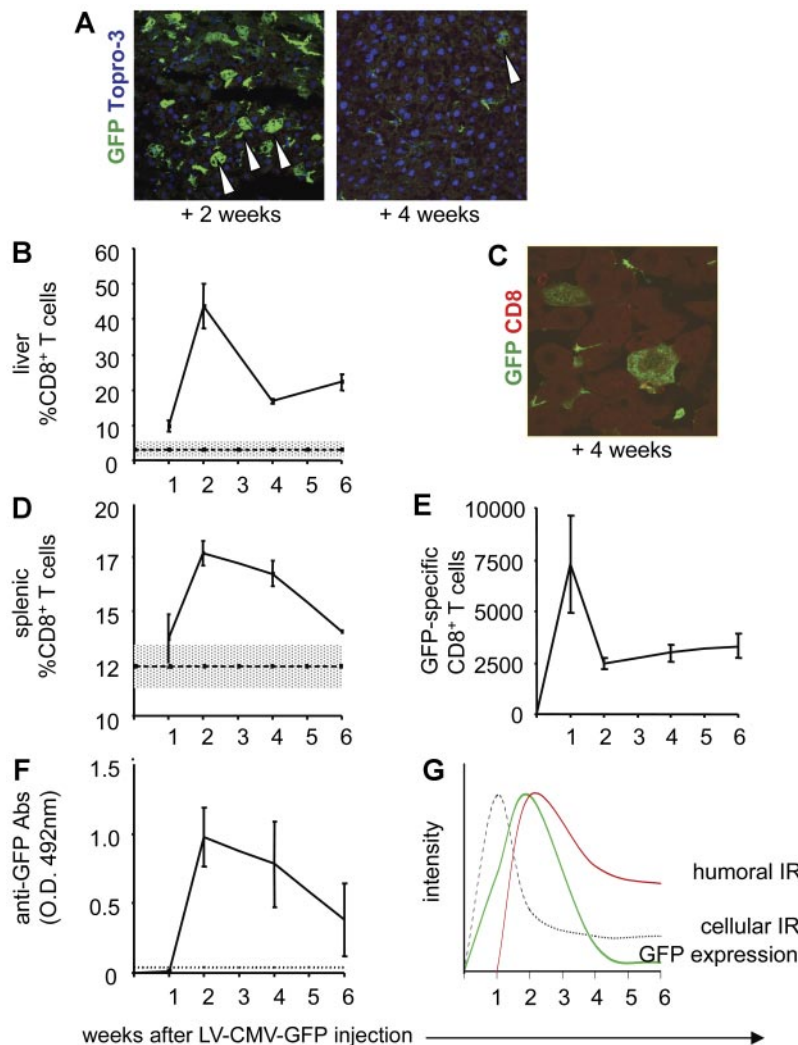 A
GFP Topro-3
+ 2 weeks
+ 4 weeks
B
liver
%CD8+ T cells
60
50
40
30
20
10
0
1 2 3 4 5 6
C
GFP CD8
+ 4 weeks
D
splenic
%CD8+ T cells
20
17
15
12
10
1 2 3 4 5 6
E
GFP-specific
CD8+ T cells
10000
7500
5000
2500
0
1 2 3 4 5 6
F
anti-GFP Abs
(O.D. 492nm)
1.5
1.0
0.5
0
1 2 3 4 5 6
G
intensity
humoral IR
cellular IR
GFP expression
1 2 3 4 5 6
weeks after LV-CMV-GFP injection